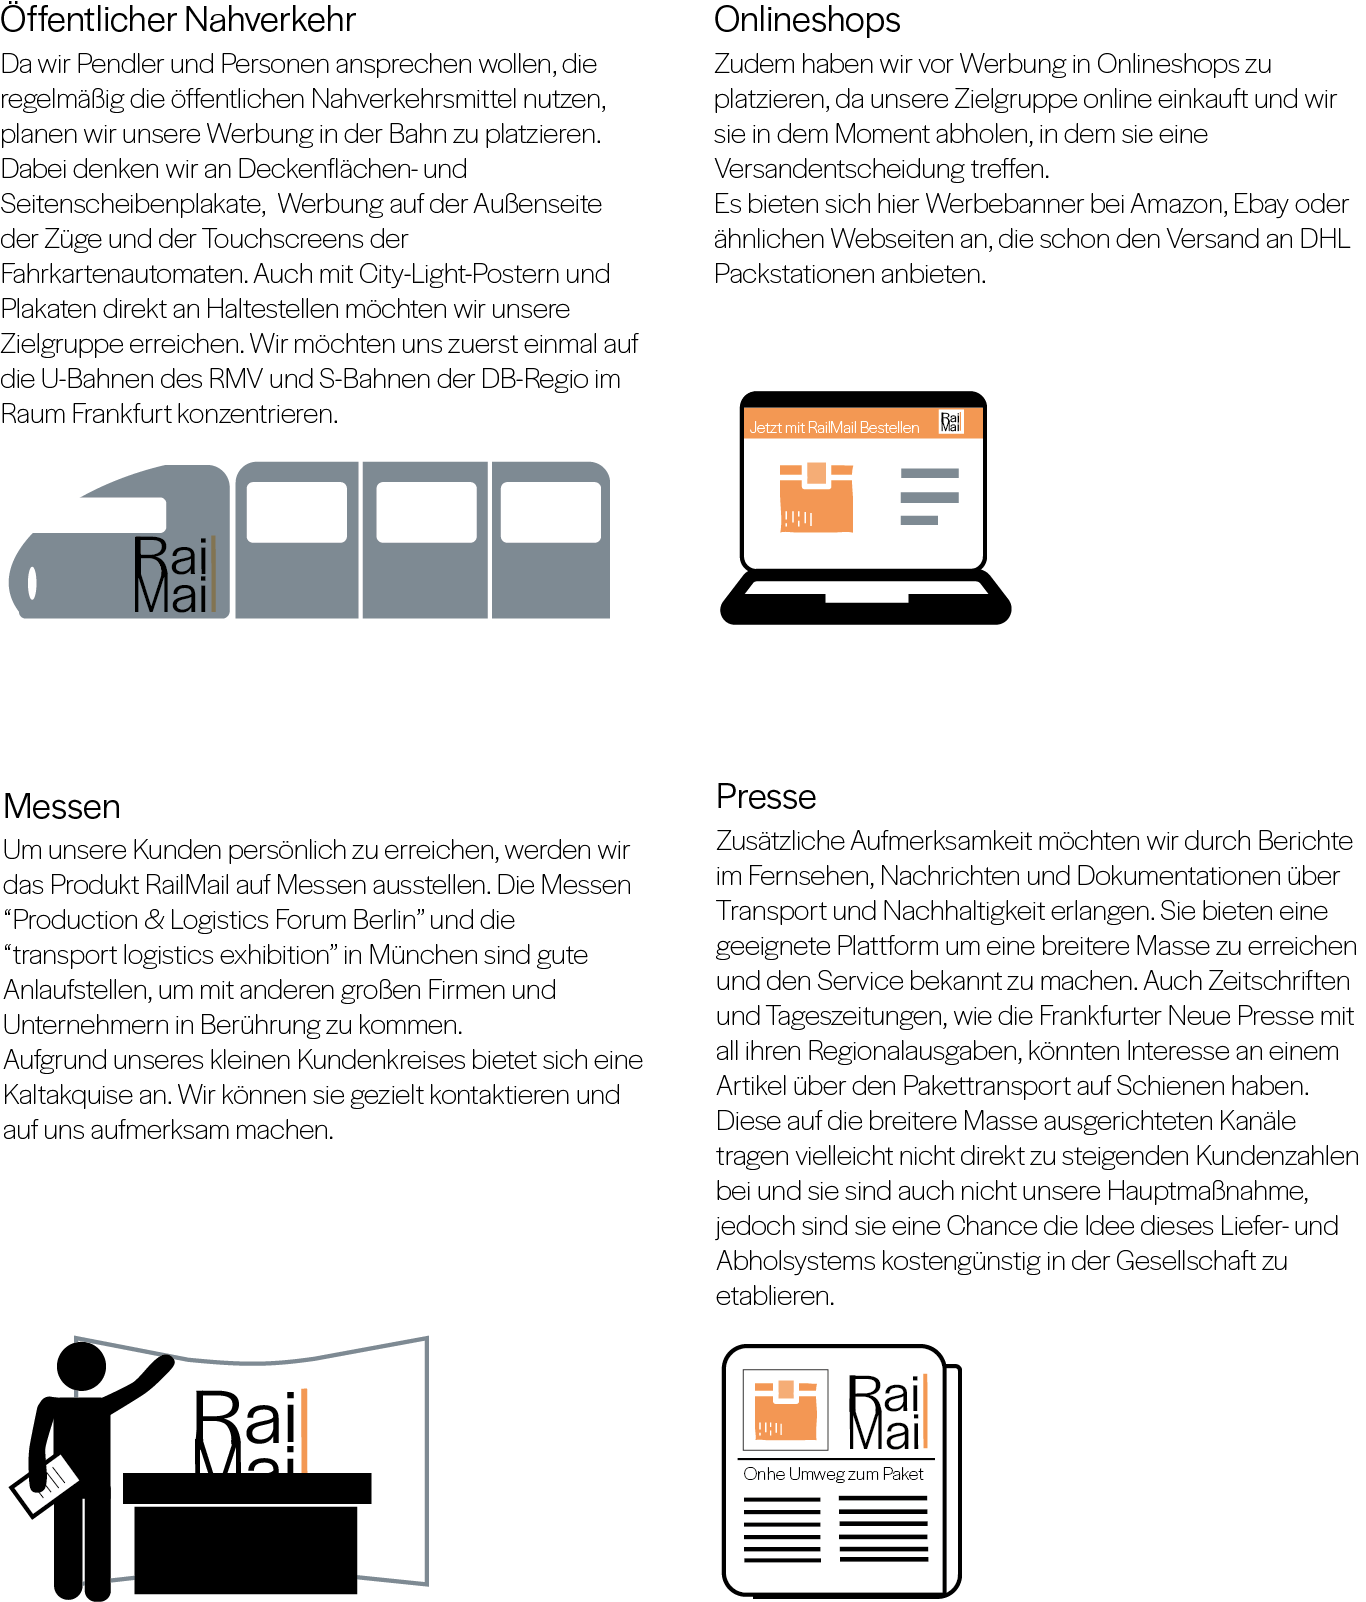 Öffentlicher Nahverkehr
Da wir Pendler und Personen ansprechen wollen, die
regelmäßig die öffentlichen Nahverkehrsmittel nutzen,
planen wir unsere Werbung in der Bahn zu platzieren.
Dabei denken wir an Deckenflächen- und
Seitenscheibenplakate,  Werbung auf der Außenseite
der Züge und der Touchscreens der
Fahrkartenautomaten. Auch mit City-Light-Postern und
Plakaten direkt an Haltestellen möchten wir unsere
Zielgruppe erreichen. Wir möchten uns zuerst einmal auf
die U-Bahnen des RMV und S-Bahnen der DB-Regio im
Raum Frankfurt konzentrieren.
Rail
Mail
Onlineshops
Zudem haben wir vor Werbung in Onlineshops zu
platzieren, da unsere Zielgruppe online einkauft und wir
sie in dem Moment abholen, in dem sie eine
Versandentscheidung treffen.
Es bieten sich hier Werbebanner bei Amazon, Ebay oder
ähnlichen Webseiten an, die schon den Versand an DHL
Packstationen anbieten.
Jetzt mit RailMail Bestellen
Rail
Mail
Messen
Um unsere Kunden persönlich zu erreichen, werden wir
das Produkt RailMail auf Messen ausstellen. Die Messen
“Production & Logistics Forum Berlin” und die
“transport logistics exhibition” in München sind gute
Anlaufstellen, um mit anderen großen Firmen und
Unternehmern in Berührung zu kommen.
Aufgrund unseres kleinen Kundenkreises bietet sich eine
Kaltakquise an. Wir können sie gezielt kontaktieren und
auf uns aufmerksam machen.
Rail
Mail
Presse
Zusätzliche Aufmerksamkeit möchten wir durch Berichte
im Fernsehen, Nachrichten und Dokumentationen über
Transport und Nachhaltigkeit erlangen. Sie bieten eine
geeignete Plattform um eine breitere Masse zu erreichen
und den Service bekannt zu machen. Auch Zeitschriften
und Tageszeitungen, wie die Frankfurter Neue Presse mit
all ihren Regionalausgaben, könnten Interesse an einem
Artikel über den Pakettransport auf Schienen haben.
Diese auf die breitere Masse ausgerichteten Kanäle
tragen vielleicht nicht direkt zu steigenden Kundenzahlen
bei und sie sind auch nicht unsere Hauptmaßnahme,
jedoch sind sie eine Chance die Idee dieses Liefer- und
Abholsystems kostengünstig in der Gesellschaft zu
etablieren.
Rail
Mail
Onhe Umweg zum Paket